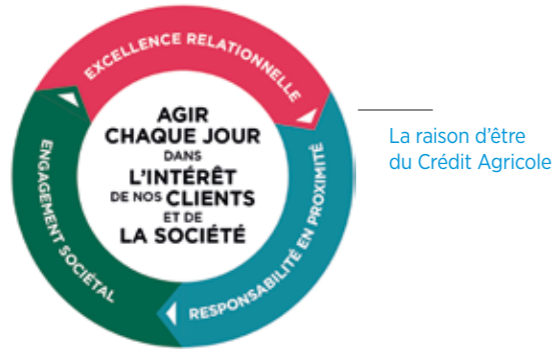 EXCELLENCE RELATIONNELLE
AGIR
CHAQUE JOUR
DANS
L'INTÉRÊT
DE NOS CLIENTS
ET DE
LA SOCIÉTÉ
RESPONSABILITÉ EN PROXIMITÉ
ENGAGEMENT SOCIÉTAL
La raison d'être
du Crédit Agricole